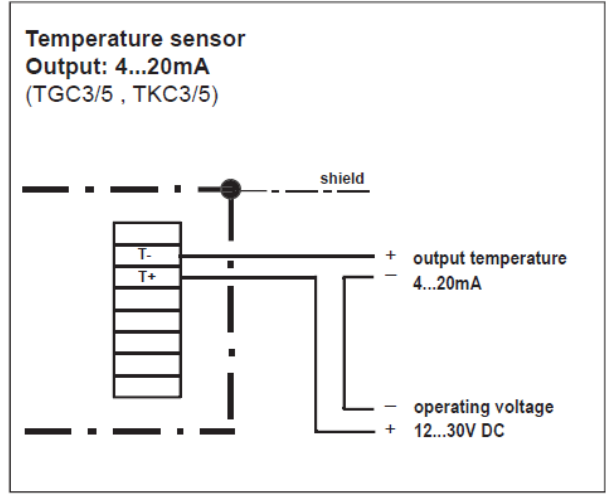 Temperature sensor
Output: 4...20mA
(TGC3/5 , TKC3/5)
shield
T-
T+
+ output temperature
– 4...20mA
– operating voltage
+ 12...30V DC